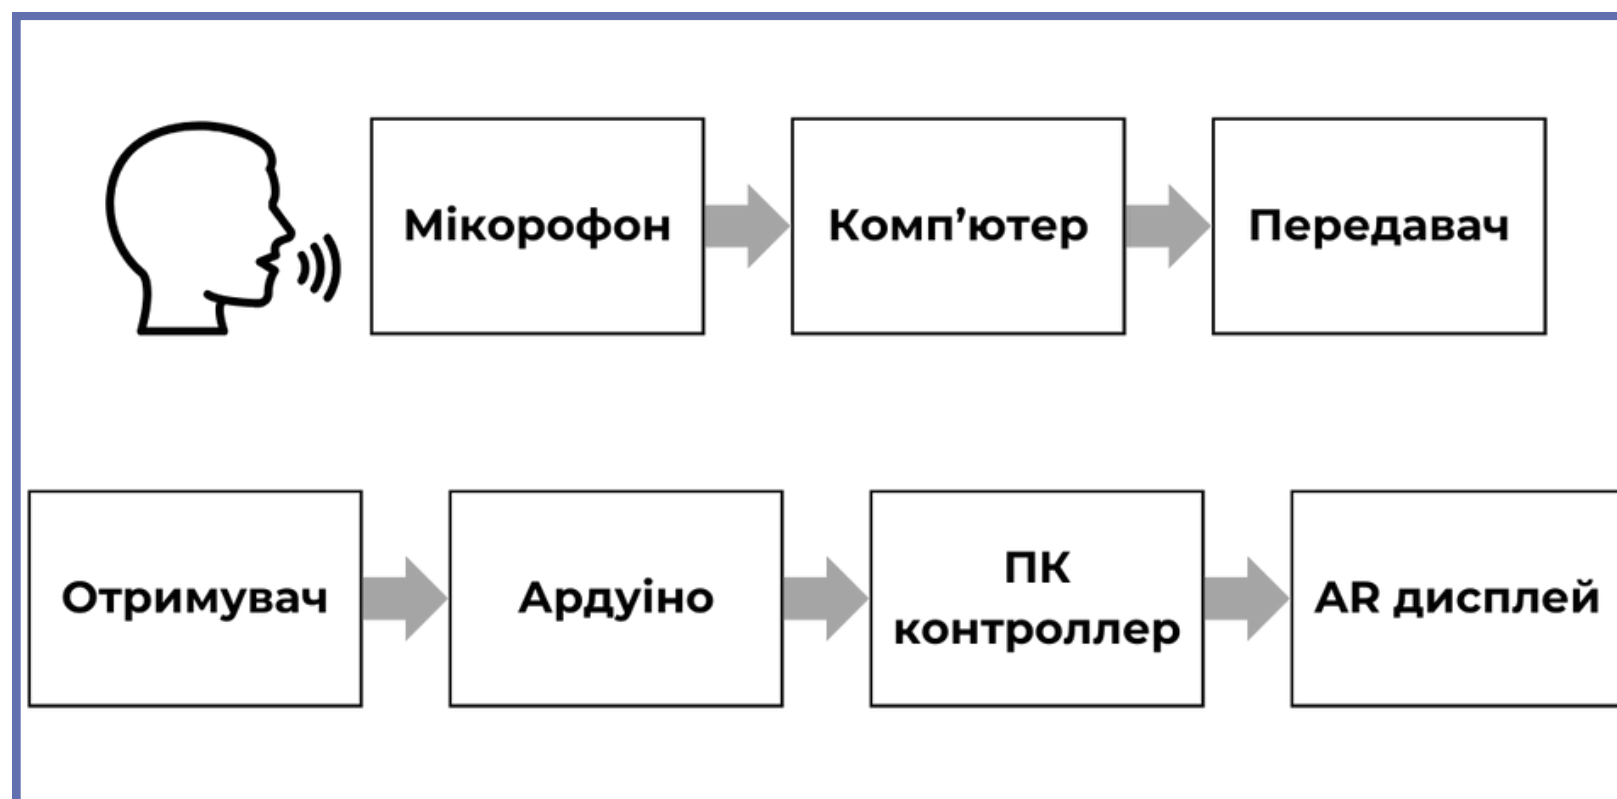 Мікорофон
Комп’ютер
Передавач
Отримувач
Ардуіно
ПК
контроллер
AR дисплей